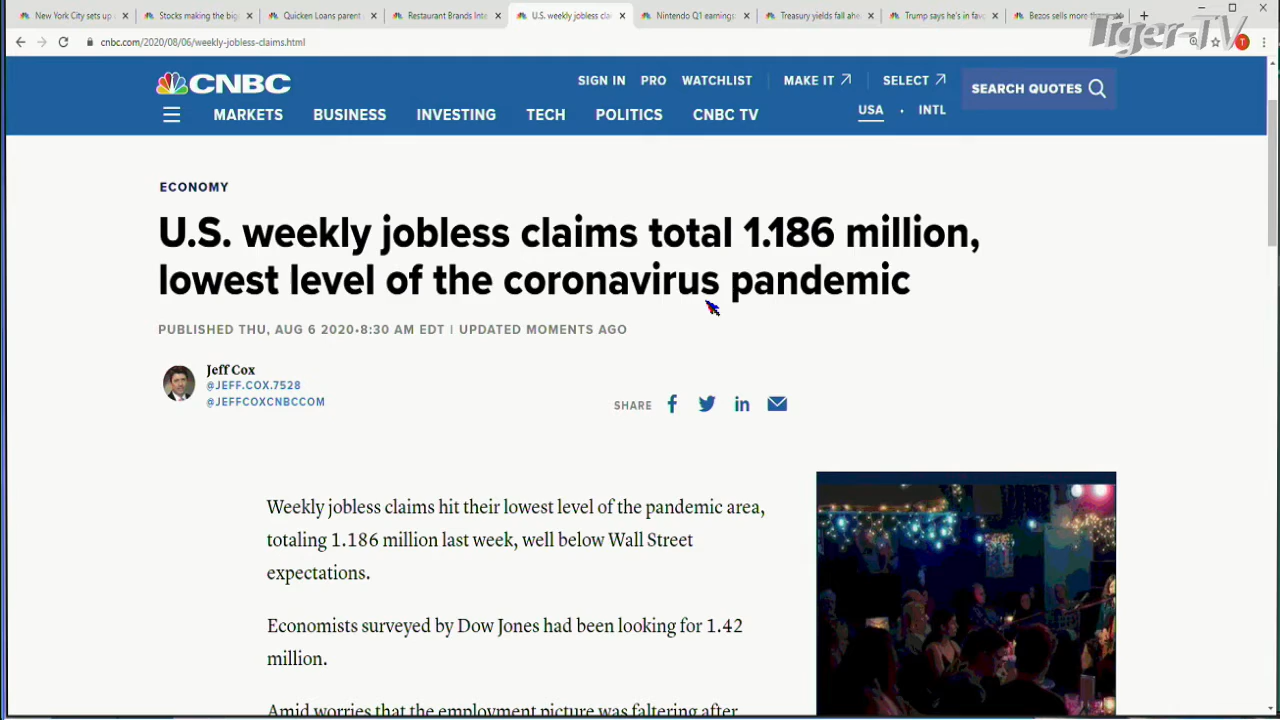 New York City sets up
Stocks making the big
Quicken Loans parent
Restaurant Brands Inte
U.S. weekly jobless cla
Nintendo Q1 earnings:
Treasury yields fall ahe
Trump says he's in fav
Bezos sells more
Tiger-TV
cnbc.com/2020/08/06/weekly-jobless-claims.html
T
CNBC
SIGN IN PRO WATCHLIST MAKE IT SELECT
SEARCH QUOTES
MARKETS BUSINESS INVESTING TECH POLITICS CNBC TV
USA · INTL
ECONOMY
U.S. weekly jobless claims total 1.186 million,
lowest level of the coronavirus pandemic
PUBLISHED THU, AUG 6 2020•8:30 AM EDT | UPDATED MOMENTS AGO
Jeff Cox
@JEFF.COX.7528
@JEFFCOXCNBCCOM
SHARE
Weekly jobless claims hit their lowest level of the pandemic area,
totaling 1.186 million last week, well below Wall Street
expectations.
Economists surveyed by Dow Jones had been looking for 1.42
million.
Amid worries that the employment picture was faltering after